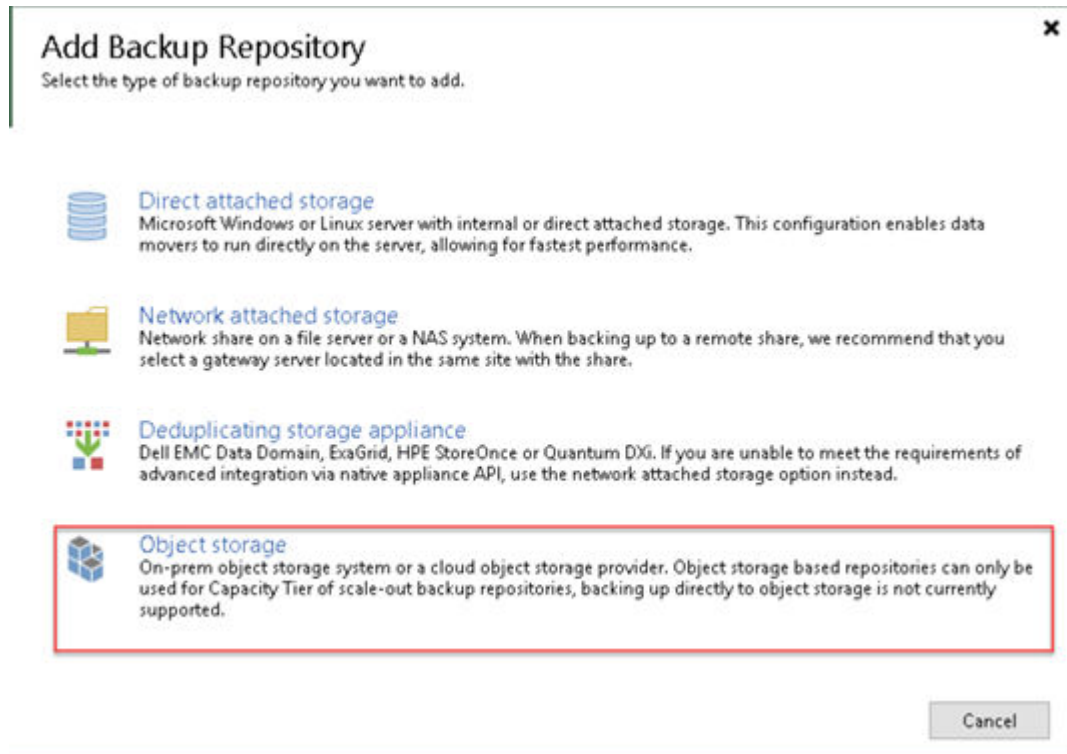 Add Backup Repository
Select the type of backup repository you want to add.
Direct attached storage
Microsoft Windows or Linux server with internal or direct attached storage. This configuration enables data
movers to run directly on the server, allowing for fastest performance.
Network attached storage
Network share on a file server or a NAS system. When backing up to a remote share, we recommend that you
select a gateway server located in the same site with the share.
Deduplicating storage appliance
Dell EMC Data Domain, ExaGrid, HPE StoreOnce or Quantum DXi. If you are unable to meet the requirements of
advanced integration via native appliance API, use the network attached storage option instead.
Object storage
On-prem object storage system or a cloud object storage provider. Object storage based repositories can only be
used for Capacity Tier of scale-out backup repositories, backing up directly to object storage is not currently
supported.
Cancel